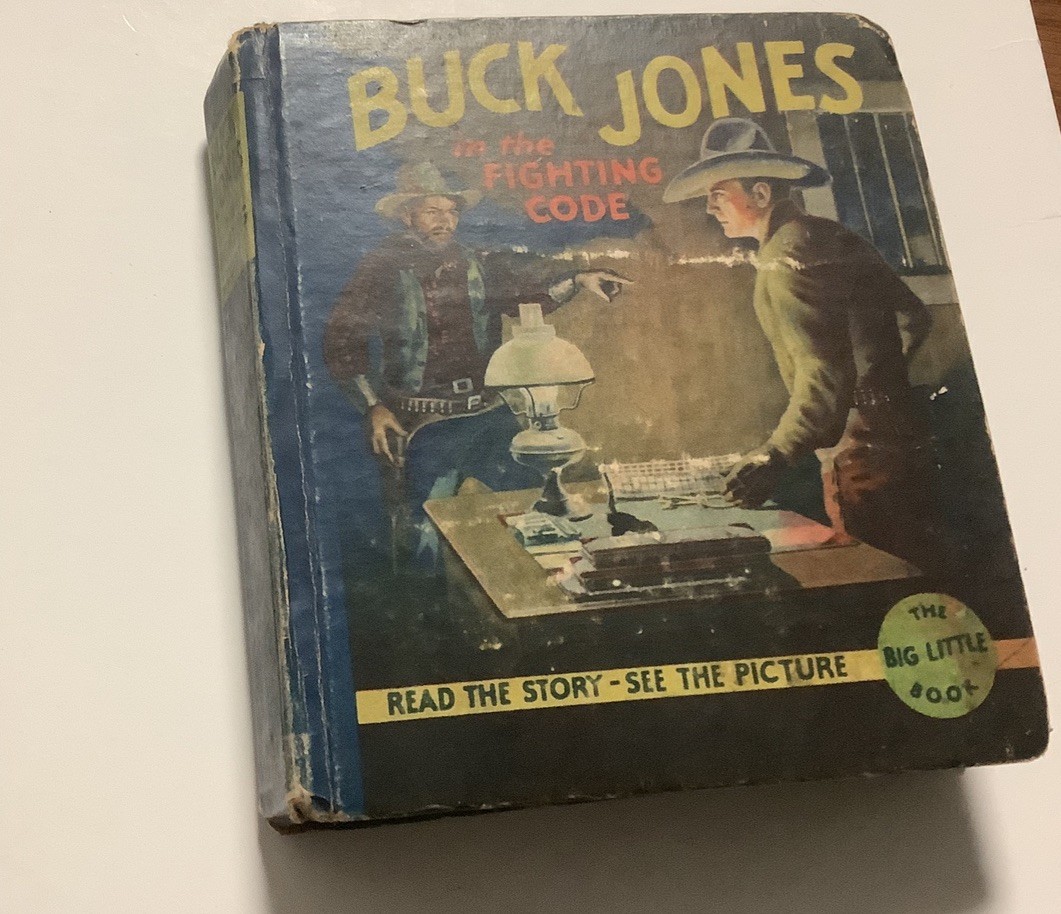 BUCK JONES
in the
FIGHTING
CODE
READ THE STORY-SEE THE PICTURE
THE
BIG LITTLE
BOOK